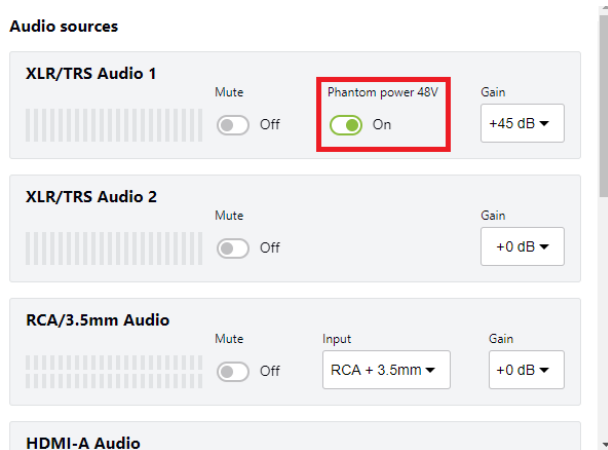 Audio sources
XLR/TRS Audio 1
Mute Phantom power 48V Gain
Off On +45 dB
XLR/TRS Audio 2
Mute Gain
Off +0 dB
RCA/3.5mm Audio
Mute Input Gain
Off RCA + 3.5mm +0 dB
HDMI-A Audio